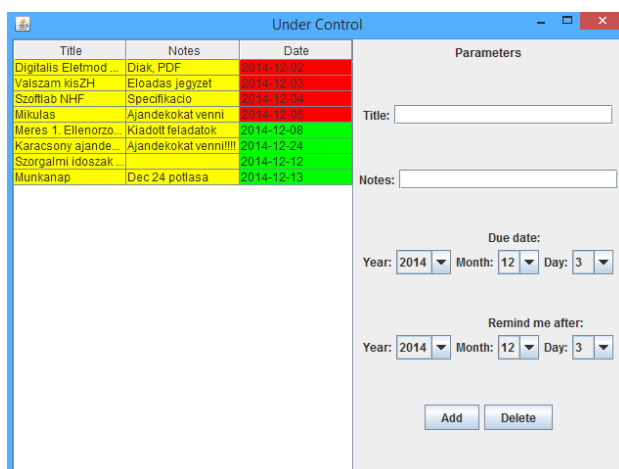 Under Control
Title Notes Date
Digitalis Eletmod ... Diak, PDF 2014-12-02
Valszam kisZH Eloadas jegyzet 2014-12-03
Szoftlab NHF Specifikacio 2014-12-04
Mikulas Ajandekokat venni 2014-12-06
Meres 1. Ellenorzo... Kiadott feladatok 2014-12-08
Karacsony ajande... Ajandekokat venni!!!! 2014-12-24
Szorgalmi idoszak ... 2014-12-12
Munkanap Dec 24 potlasa 2014-12-13
Parameters
Title:
Notes:
Due date:
Year: 2014 Month: 12 Day: 3
Remind me after:
Year: 2014 Month: 12 Day: 3
Add Delete